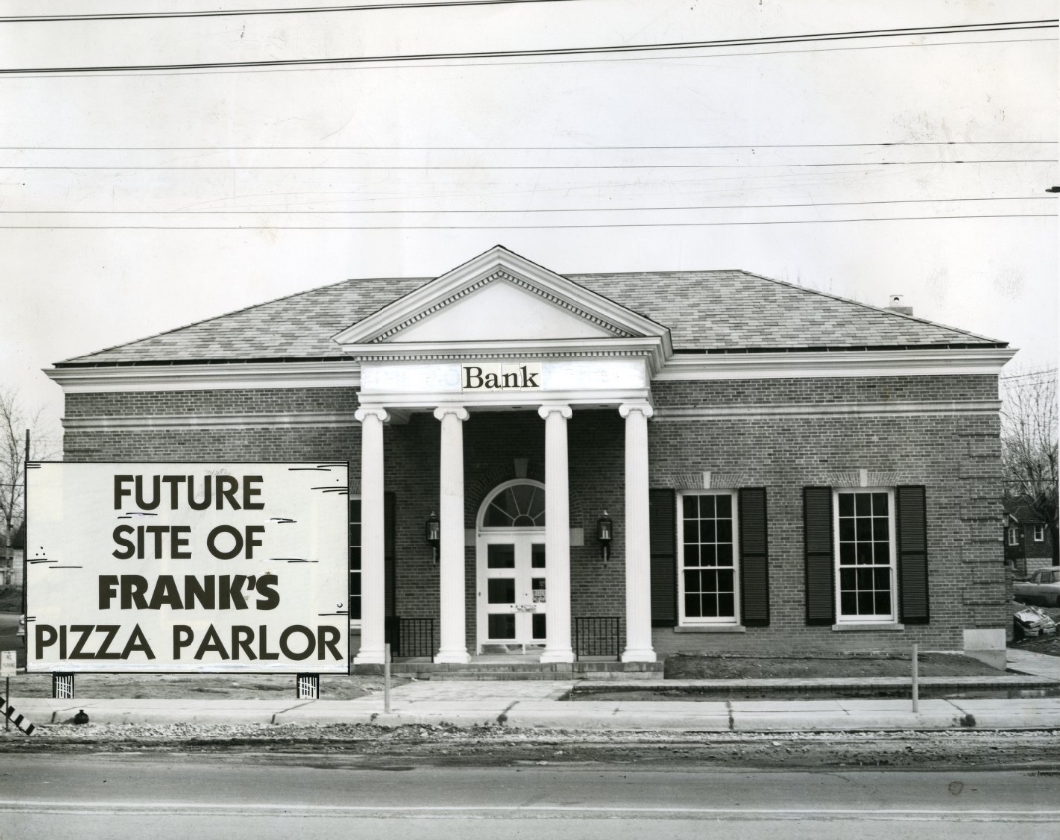 Bank
FUTURE
SITE OF
FRANK'S
PIZZA PARLOR